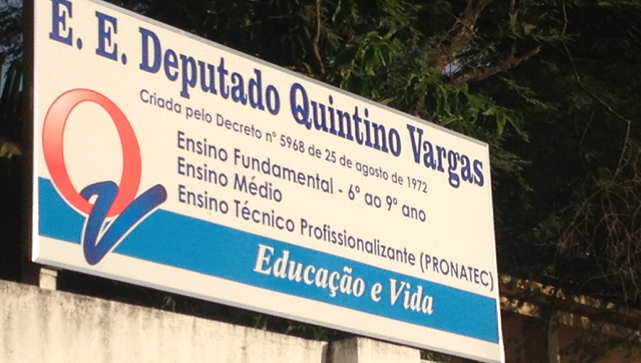 E. E. Deputado Quintino Vargas
Criada pelo Decreto nº 5968 de 25 de agosto de 1972
Ensino Fundamental - 6º ao 9º ano
Ensino Médio
Ensino Técnico Profissionalizante (PRONATEC)
QV
Educação e Vida